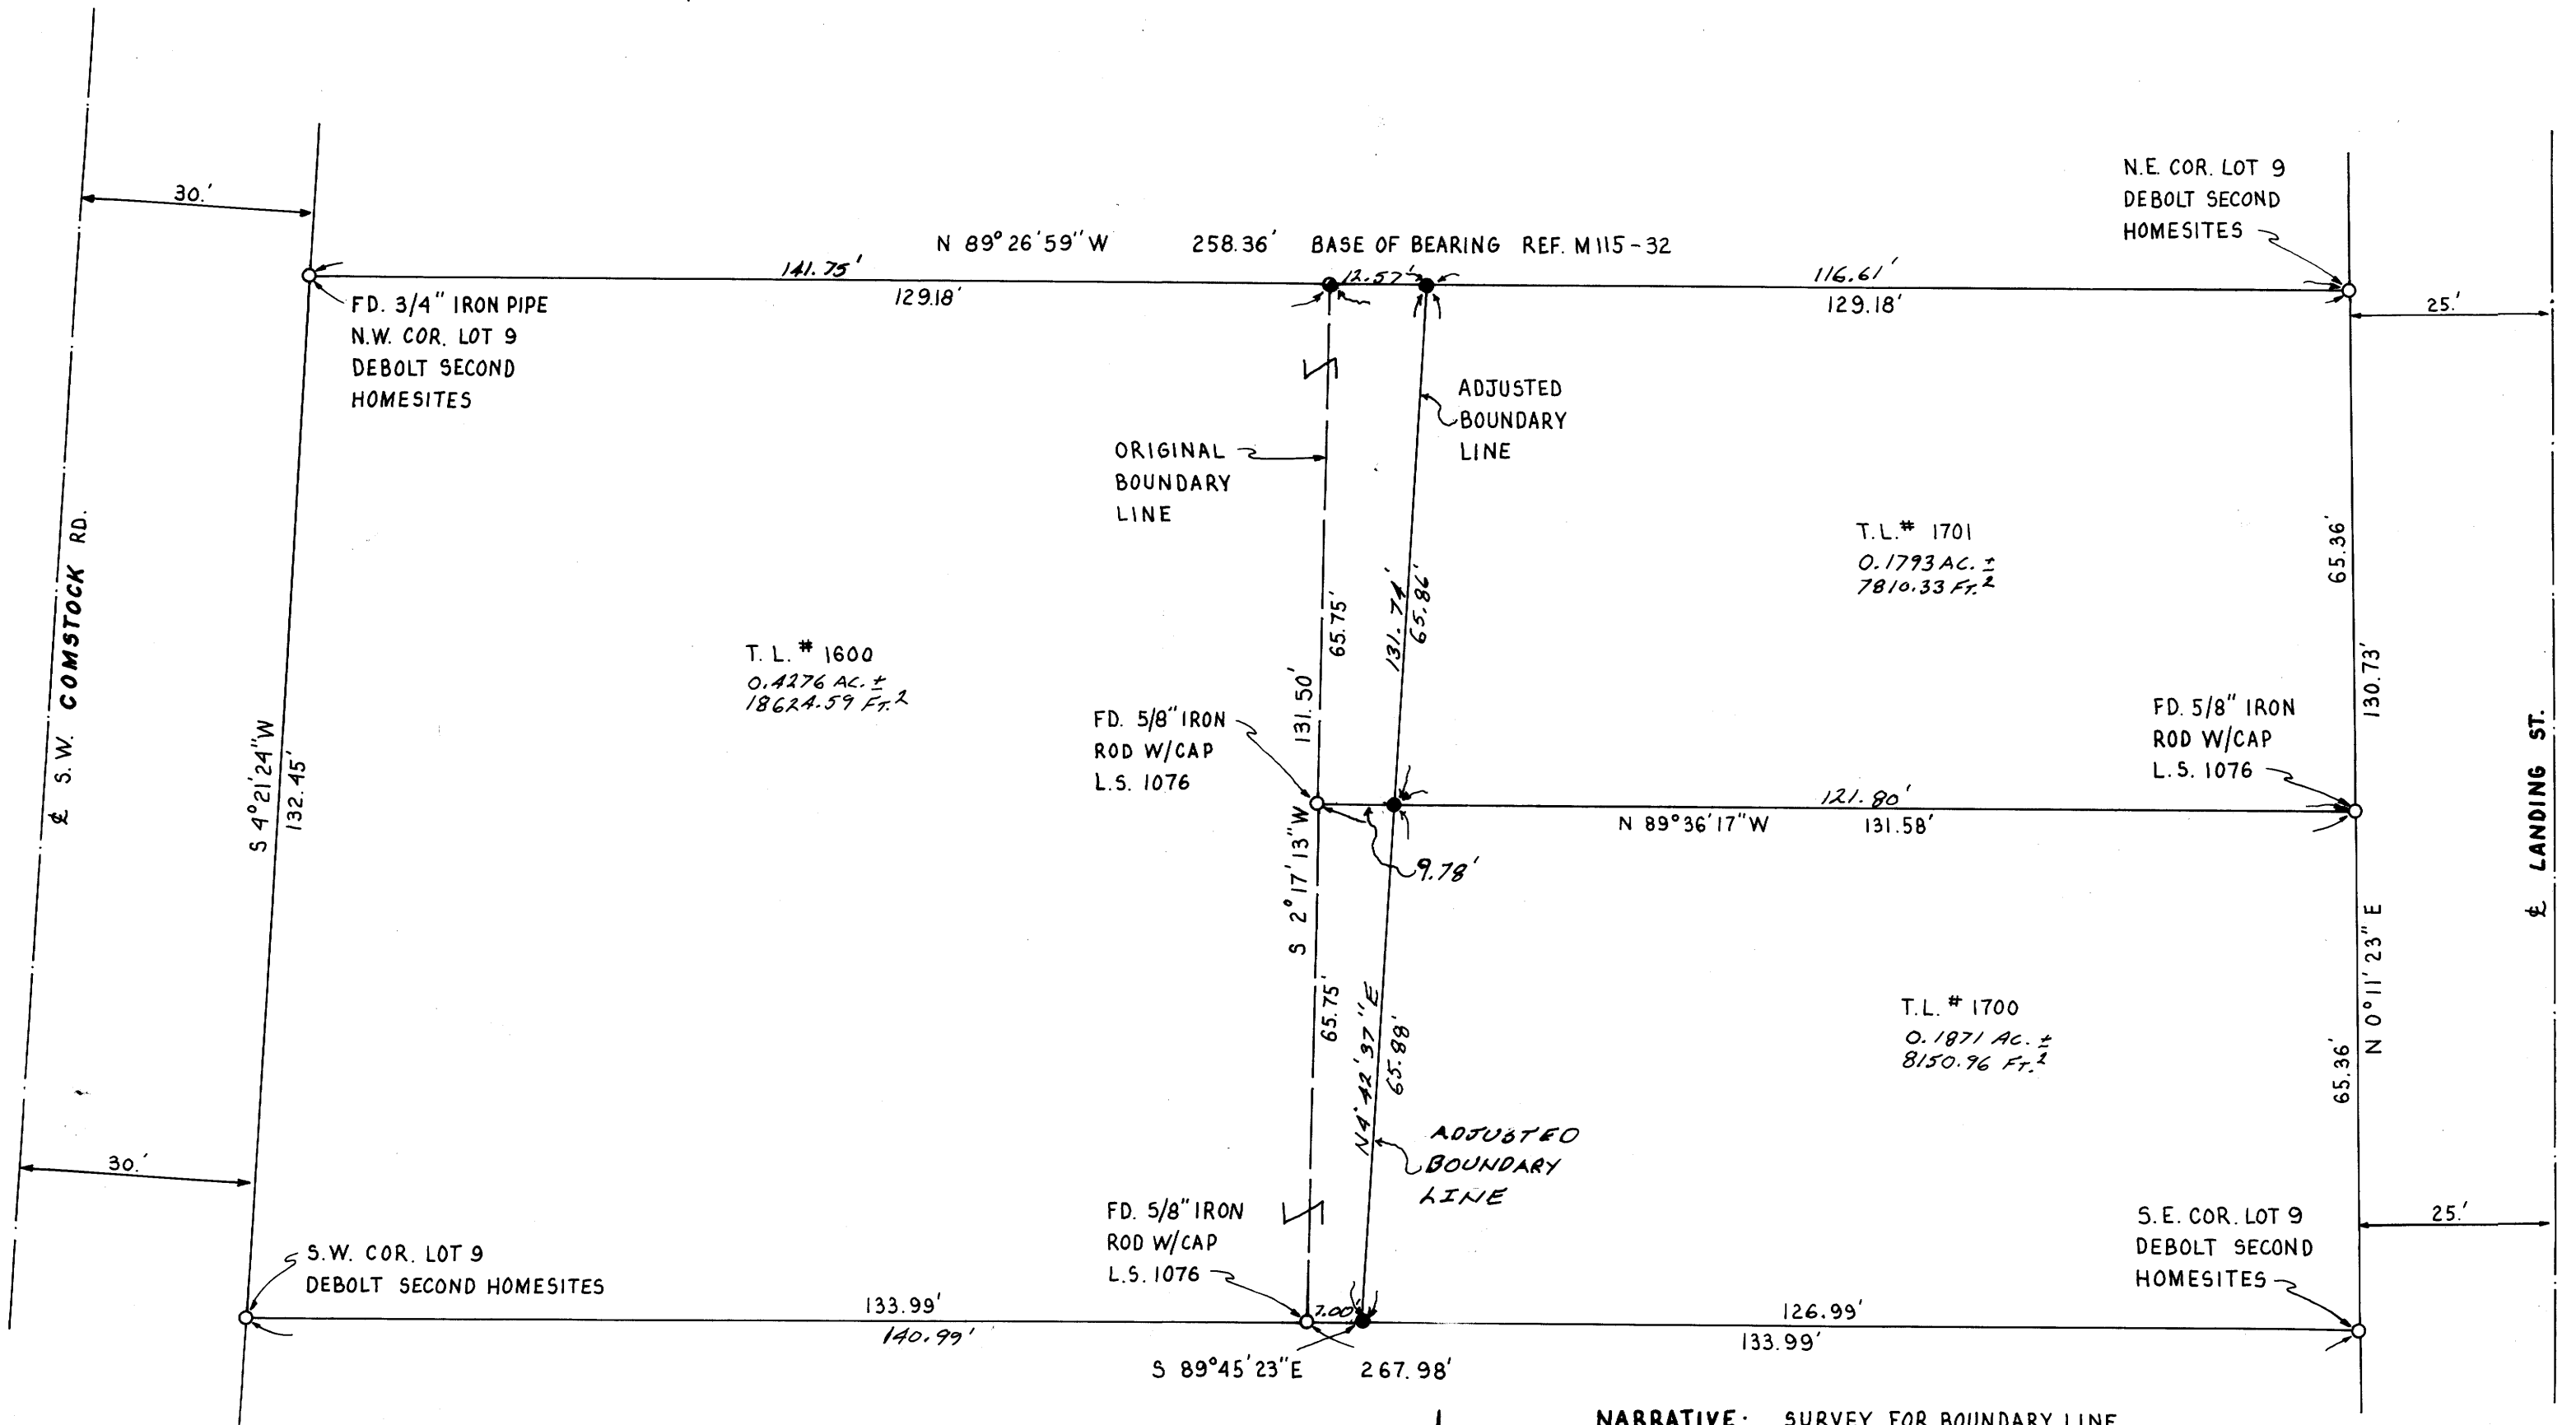 N.E. COR. LOT 9
DEBOLT SECOND
HOMESITES
30.'
N 89° 26' 59" W 258.36' BASE OF BEARING REF. M115-32
141.75'
12.57'
116.61'
129.18'
129.18'
25.'
FD. 3/4" IRON PIPE
N.W. COR. LOT 9
DEBOLT SECOND
HOMESITES
ADJUSTED
BOUNDARY
LINE
ORIGINAL
BOUNDARY
LINE
T.L.# 1701
0.1793 AC. ±
7810.33 FT.²
65.36'
65.75'
131.74'
65.86'
T. L. # 1600
0.4276 AC. ±
18624.59 FT.²
131.50'
130.73'
FD. 5/8" IRON
ROD W/CAP
L.S. 1076
FD. 5/8" IRON
ROD W/CAP
L.S. 1076
℄ S.W. COMSTOCK RD.
S 4° 21' 24" W
132.45'
℄ LANDING ST.
121.80'
N 89° 36' 17" W 131.58'
9.78'
S 2° 17' 13" W
65.75'
N 4° 42' 37" E
65.88'
N 0° 11' 23" E
T.L. # 1700
0.1871 AC. ±
8150.96 FT.²
65.36'
ADJUSTED
BOUNDARY
LINE
30.'
FD. 5/8" IRON
ROD W/CAP
L.S. 1076
S.E. COR. LOT 9
DEBOLT SECOND
HOMESITES
25.'
S.W. COR. LOT 9
DEBOLT SECOND HOMESITES
133.99'
7.00'
126.99'
140.99'
133.99'
S 89° 45' 23" E 267.98'
NARRATIVE: SURVEY FOR BOUNDARY LINE